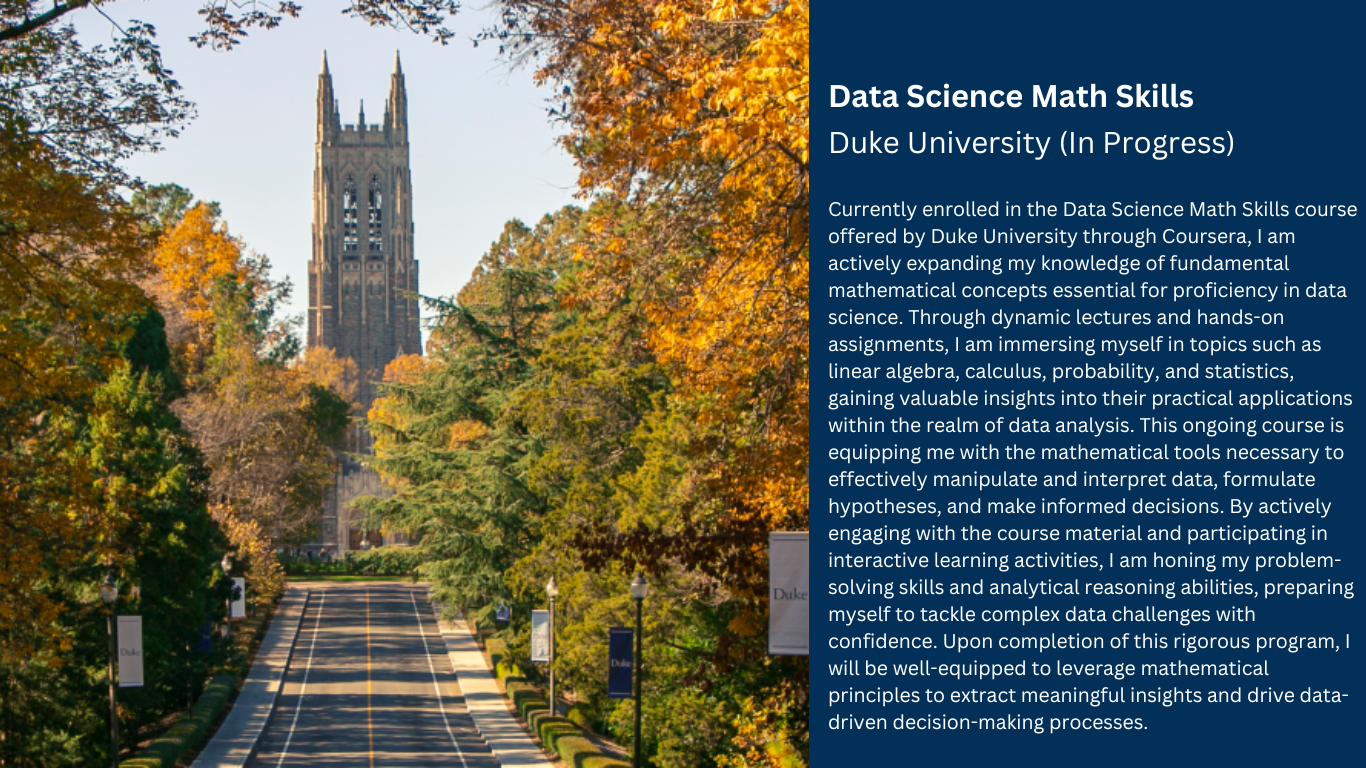 Data Science Math Skills
Duke University (In Progress)
Currently enrolled in the Data Science Math Skills course
offered by Duke University through Coursera, I am
actively expanding my knowledge of fundamental
mathematical concepts essential for proficiency in data
science. Through dynamic lectures and hands-on
assignments, I am immersing myself in topics such as
linear algebra, calculus, probability, and statistics,
gaining valuable insights into their practical applications
within the realm of data analysis. This ongoing course is
equipping me with the mathematical tools necessary to
effectively manipulate and interpret data, formulate
hypotheses, and make informed decisions. By actively
engaging with the course material and participating in
interactive learning activities, I am honing my problem-
solving skills and analytical reasoning abilities, preparing
myself to tackle complex data challenges with
confidence. Upon completion of this rigorous program, I
will be well-equipped to leverage mathematical
principles to extract meaningful insights and drive data-
driven decision-making processes.
Duke
Duke
Duke